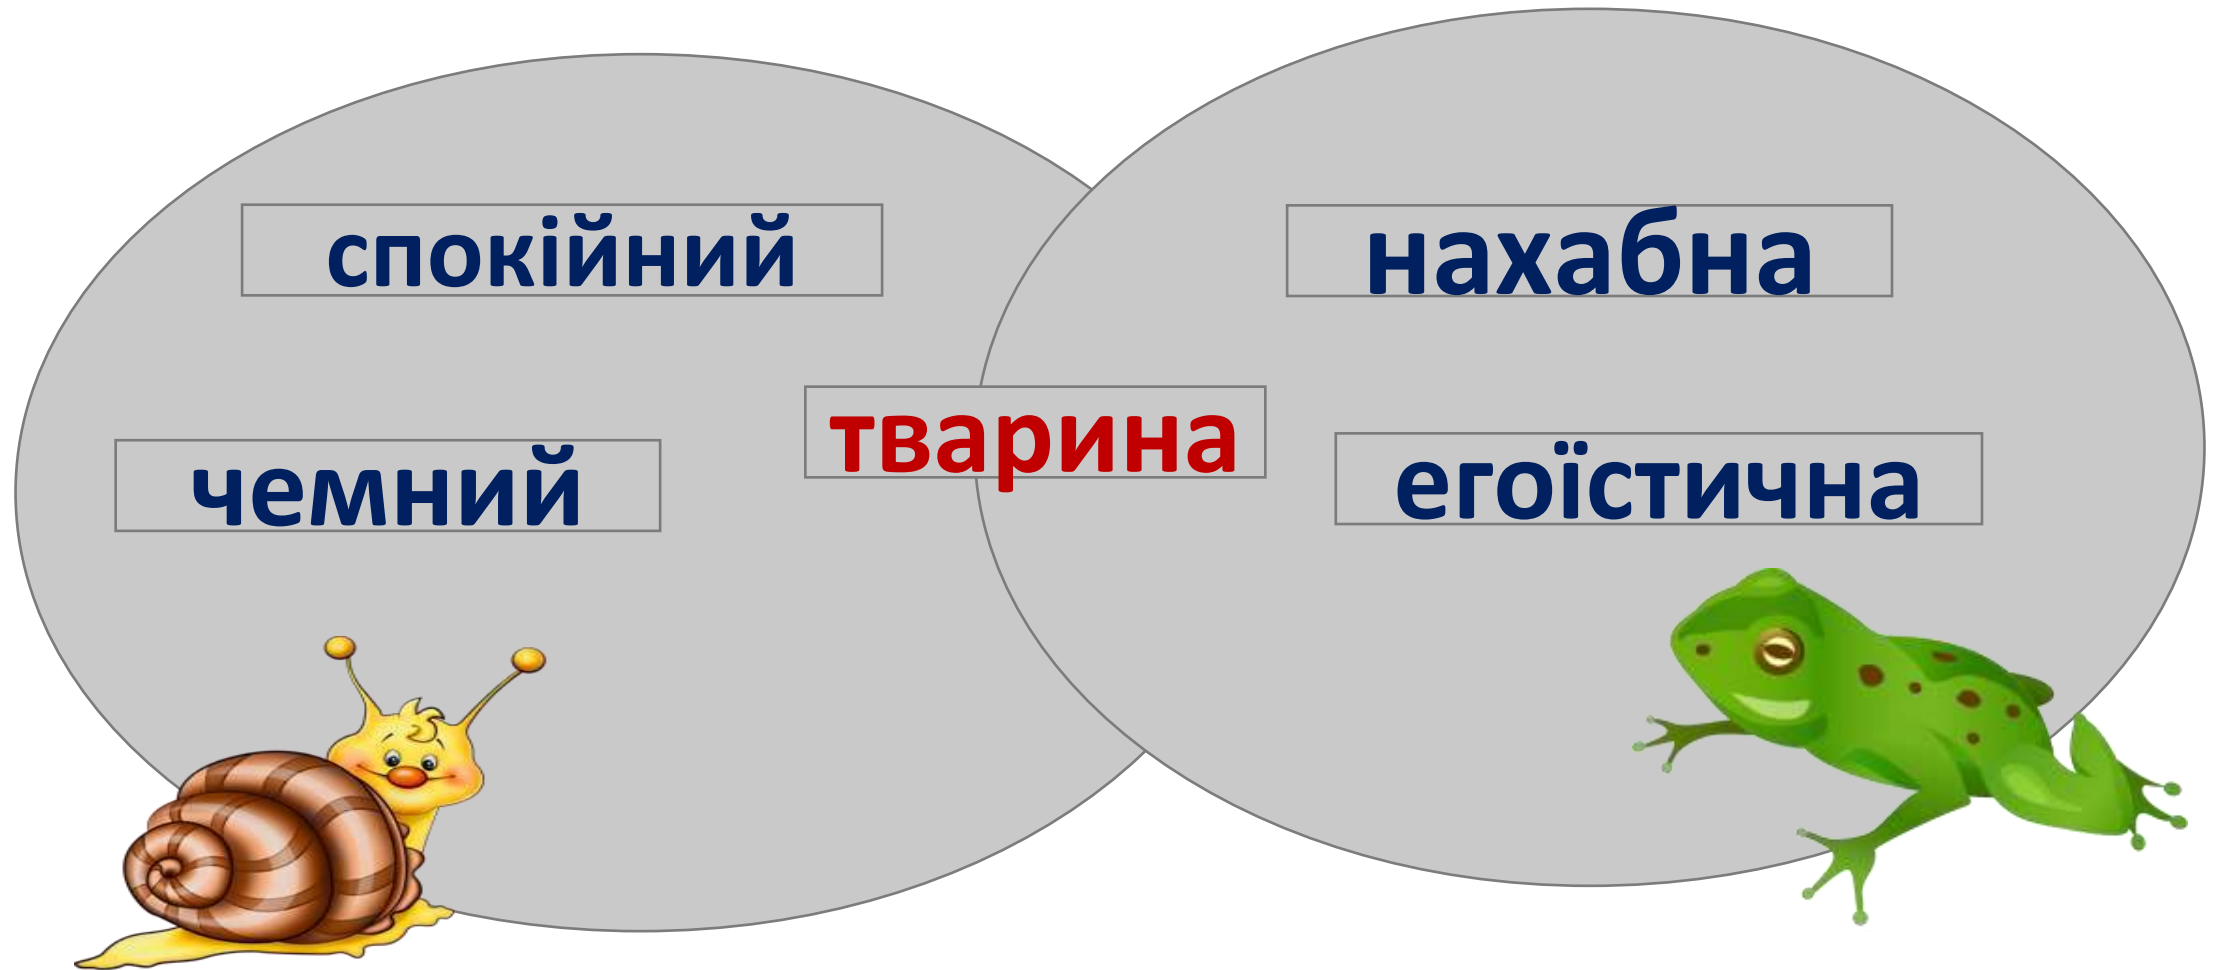 спокійний
нахабна
тварина
чемний
егоїстична